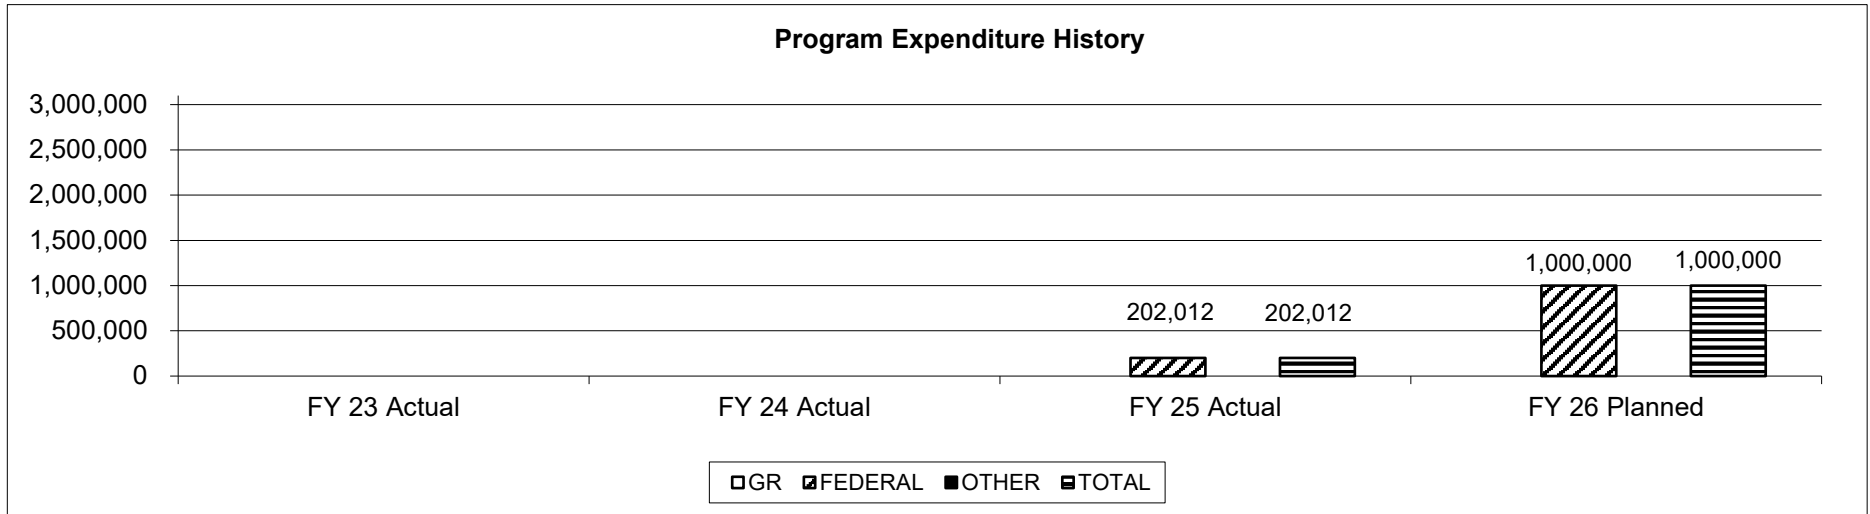 Program Expenditure History
3,000,000
2,500,000
2,000,000
1,500,000
1,000,000
500,000
0
202,012
202,012
1,000,000
1,000,000
FY 23 Actual
FY 24 Actual
FY 25 Actual
FY 26 Planned
GR FEDERAL OTHER TOTAL